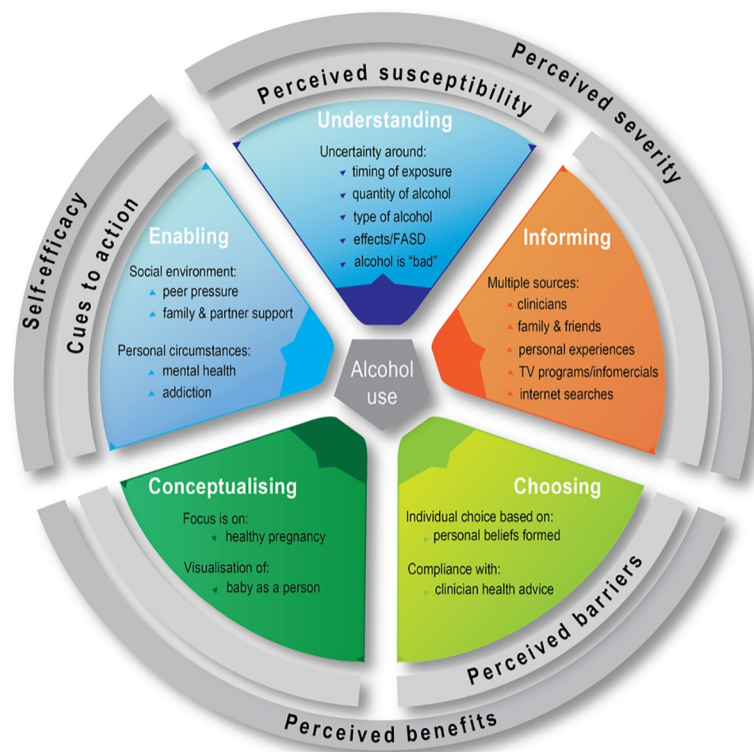 Perceived severity
Perceived susceptibility
Self-efficacy
Cues to action
Understanding
Uncertainty around:
timing of exposure
quantity of alcohol
type of alcohol
effects/FASD
alcohol is “bad”
Enabling
Social environment:
peer pressure
family & partner support
Personal circumstances:
mental health
addiction
Informing
Multiple sources:
clinicians
family & friends
personal experiences
TV programs/infomercials
internet searches
Alcohol
use
Conceptualising
Focus is on:
healthy pregnancy
Visualisation of:
baby as a person
Choosing
Individual choice based on:
personal beliefs formed
Compliance with:
clinician health advice
Perceived barriers
Perceived benefits